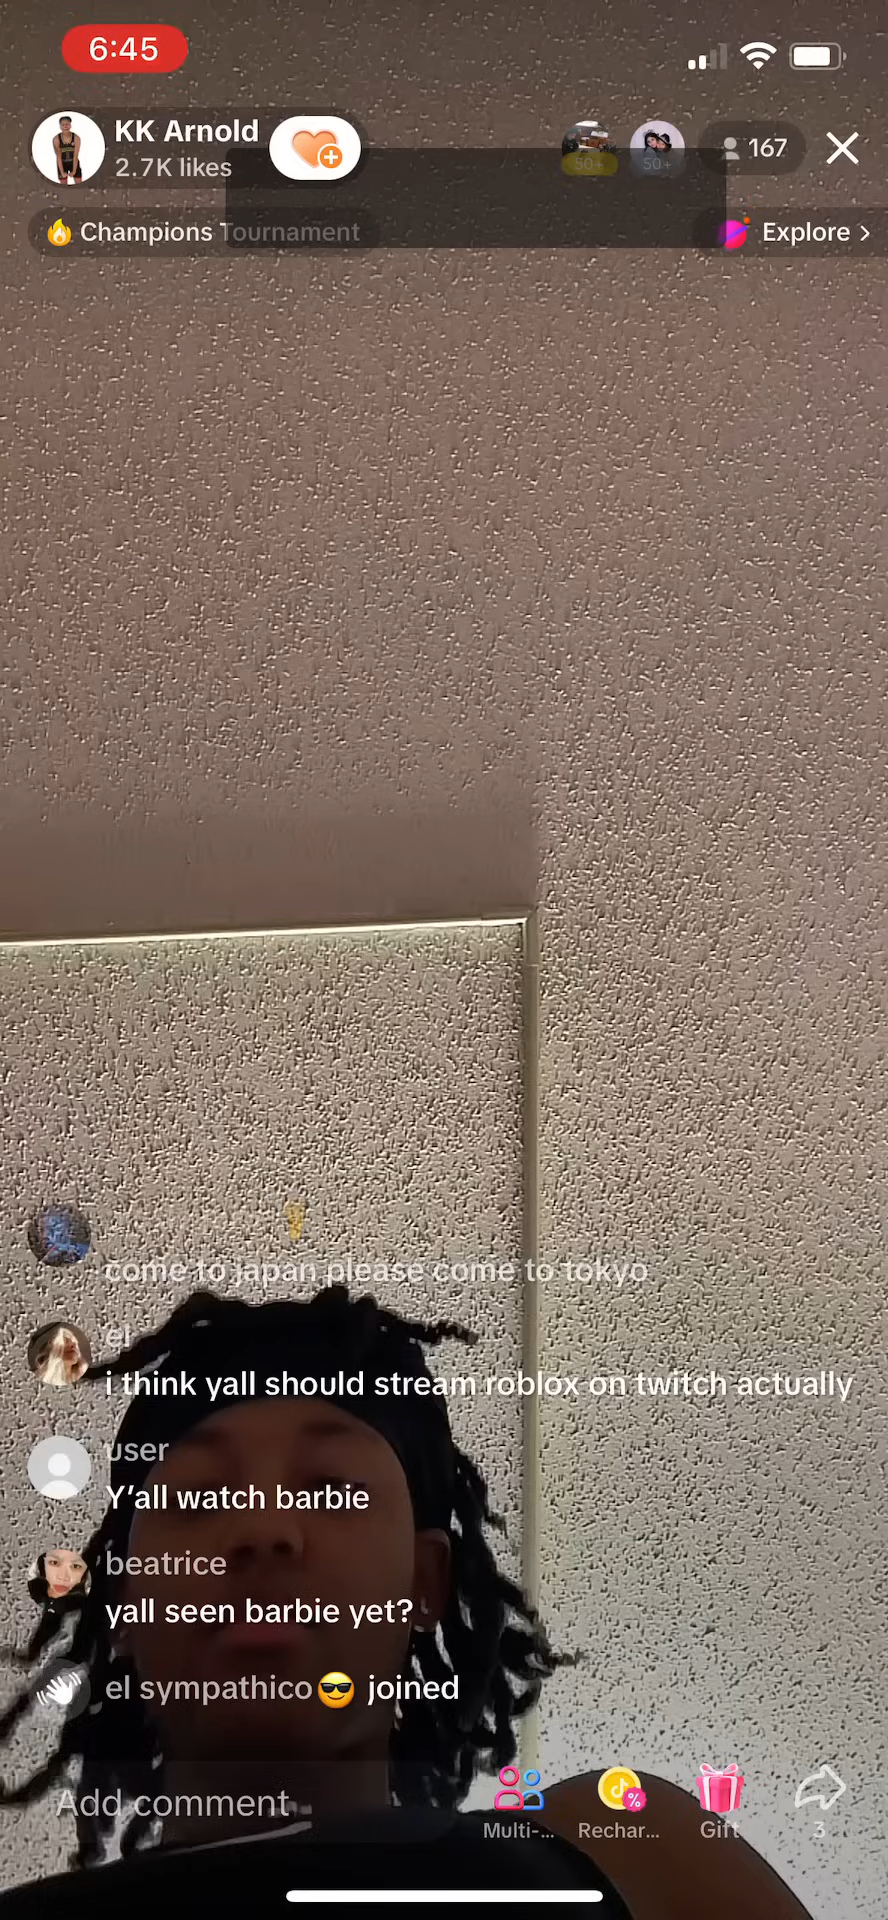 6:45
KK Arnold
2.7K likes
50+
50+
167
Champions Tournament
Explore >
come to japan please come to tokyo
el
i think yall should stream roblox on twitch actually
user
Y'all watch barbie
beatrice
yall seen barbie yet?
el sympathico😎 joined
Add comment
Multi-...
Rechar...
%
Gift
3